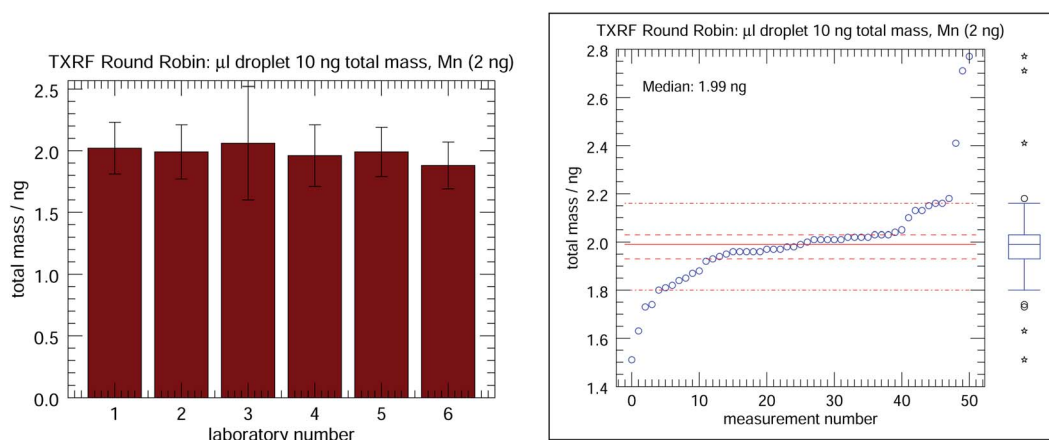 TXRF Round Robin: µl droplet 10 ng total mass, Mn (2 ng)
2.5
2.0
1.5
1.0
0.5
0.0
total mass / ng
1 2 3 4 5 6
laboratory number
TXRF Round Robin: µl droplet 10 ng total mass, Mn (2 ng)
Median: 1.99 ng
2.8
2.6
2.4
2.2
2.0
1.8
1.6
1.4
total mass / ng
0 10 20 30 40 50
measurement number